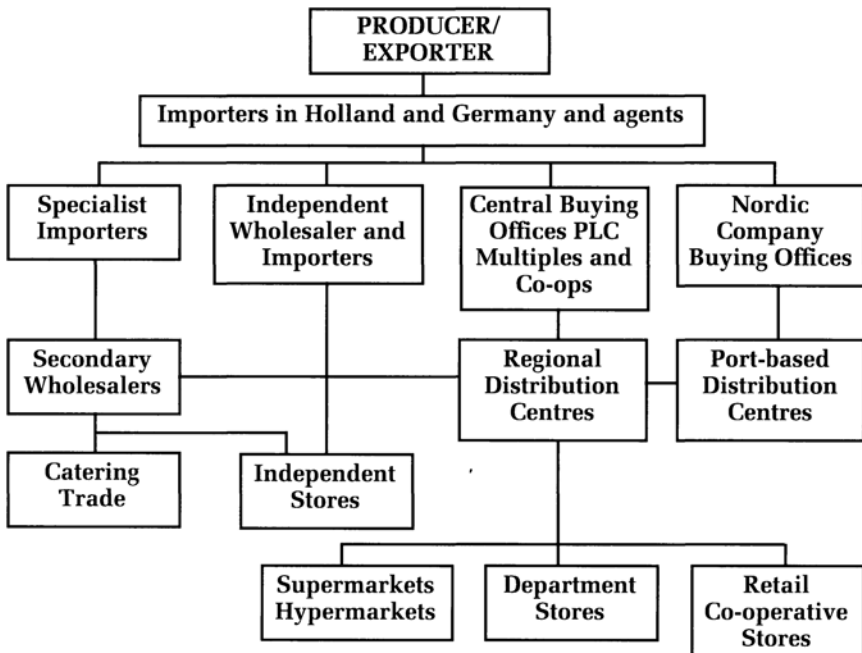 PRODUCER/
EXPORTER
Importers in Holland and Germany and agents
Specialist
Importers
Independent
Wholesaler and
Importers
Central Buying
Offices PLC
Multiples and
Co-ops
Nordic
Company
Buying Offices
Secondary
Wholesalers
Regional
Distribution
Centres
Port-based
Distribution
Centres
Catering
Trade
Independent
Stores
Supermarkets
Hypermarkets
Department
Stores
Retail
Co-operative
Stores